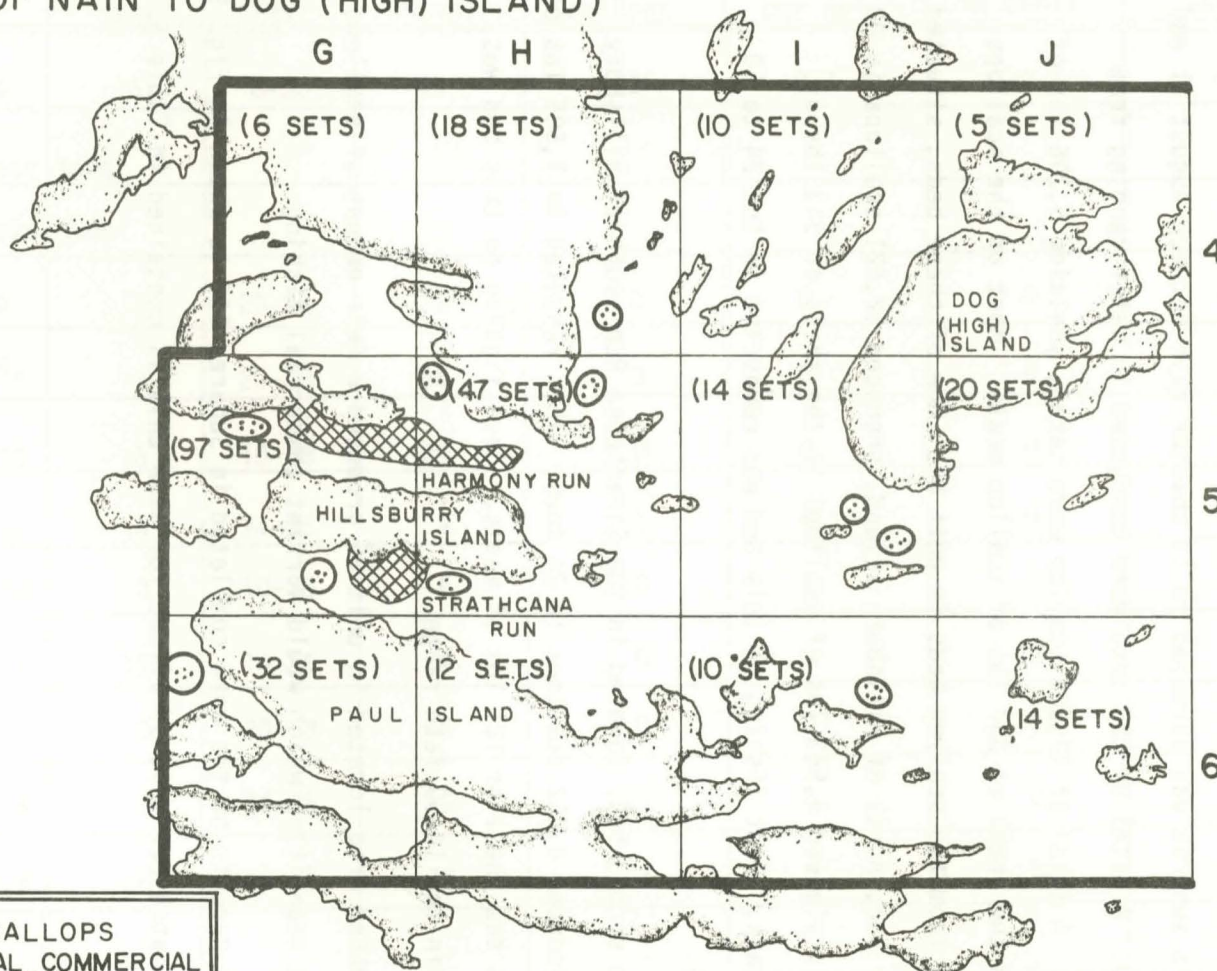 OF NAIN TO DOG (HIGH) ISLAND)
G H I J
(6 SETS) (18 SETS) (10 SETS) (5 SETS)
4
DOG
(HIGH)
ISLAND
(47 SETS) (14 SETS) (20 SETS)
(97 SETS)
HARMONY RUN
5
HILLSBURRY
ISLAND
STRATHCANA
RUN
(32 SETS) (12 SETS) (10 SETS)
PAUL ISLAND
(14 SETS)
6
ALLOPS
AL COMMERCIAL